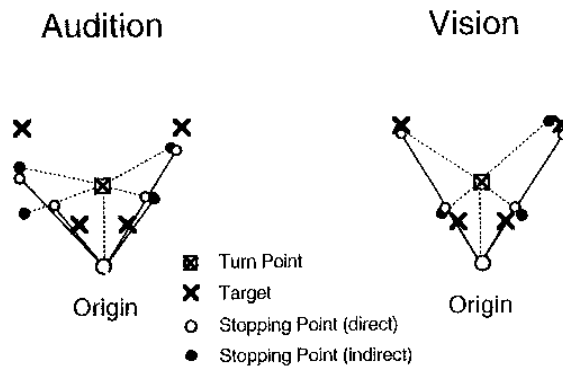 Audition
Vision
Origin
Turn Point
Target
Stopping Point (direct)
Stopping Point (indirect)
Origin